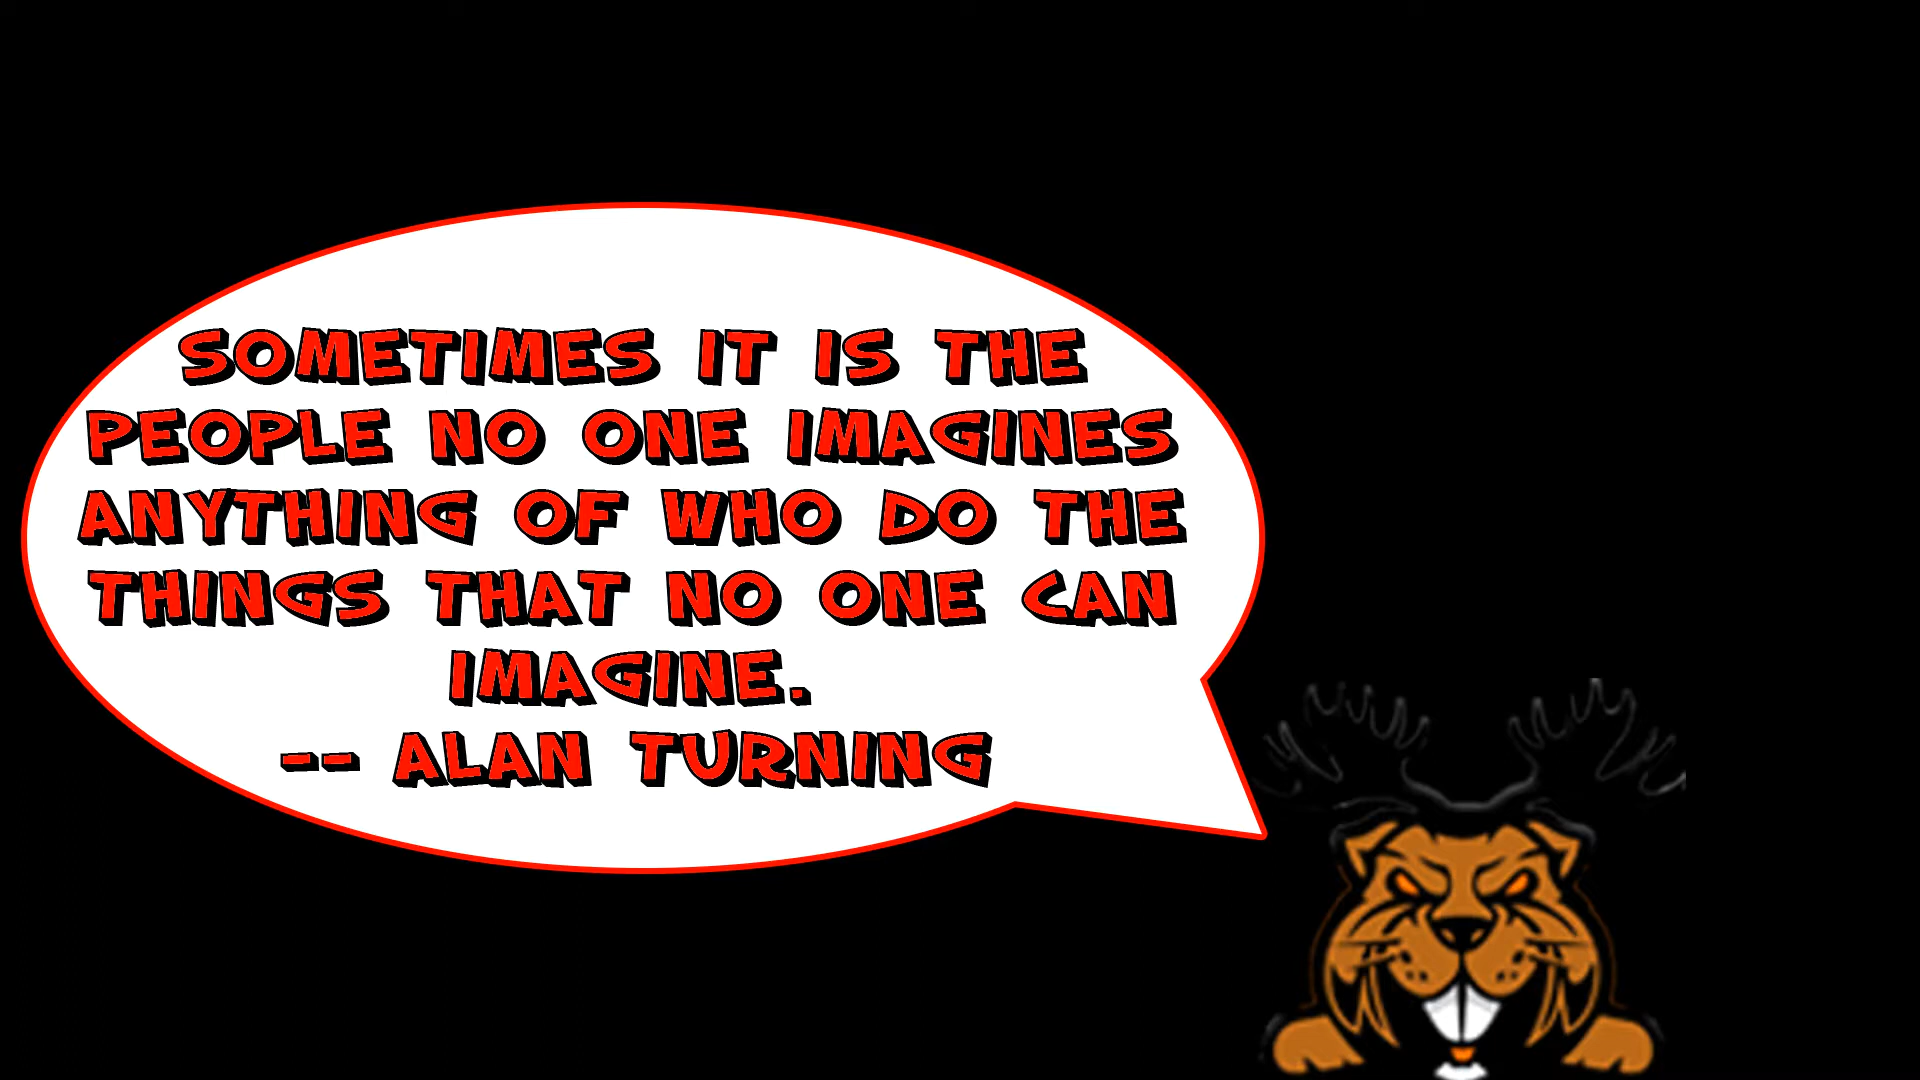 SOMETIMES IT IS THE
PEOPLE NO ONE IMAGINES
ANYTHING OF WHO DO THE
THINGS THAT NO ONE CAN
IMAGINE.
-- ALAN TURNING